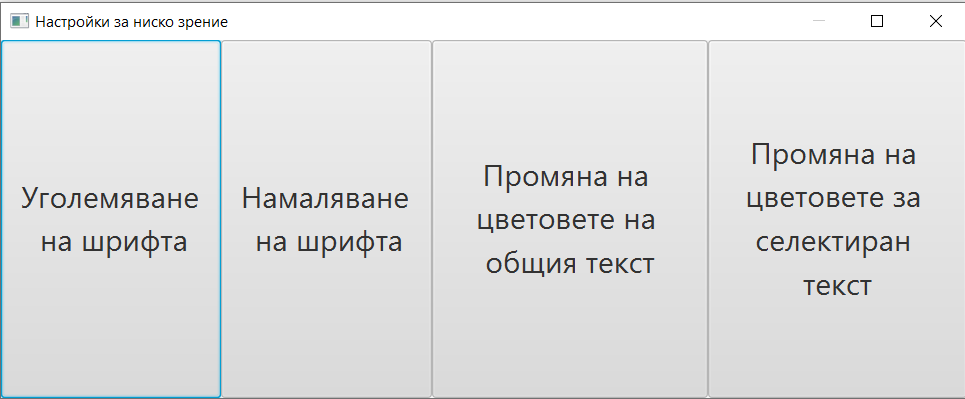 Настройки за ниско зрение
Уголемяване
на шрифта
Намаляване
на шрифта
Промяна на
цветовете на
общия текст
Промяна на
цветовете за
селектиран
текст